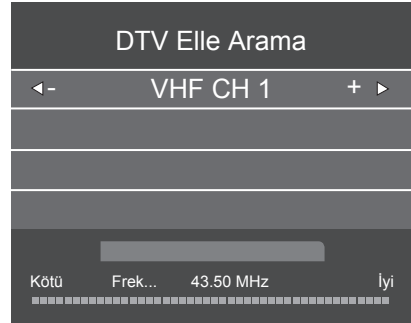 DTV Elle Arama
- VHF CH 1 +
Kötü Frek... 43.50 MHz İyi